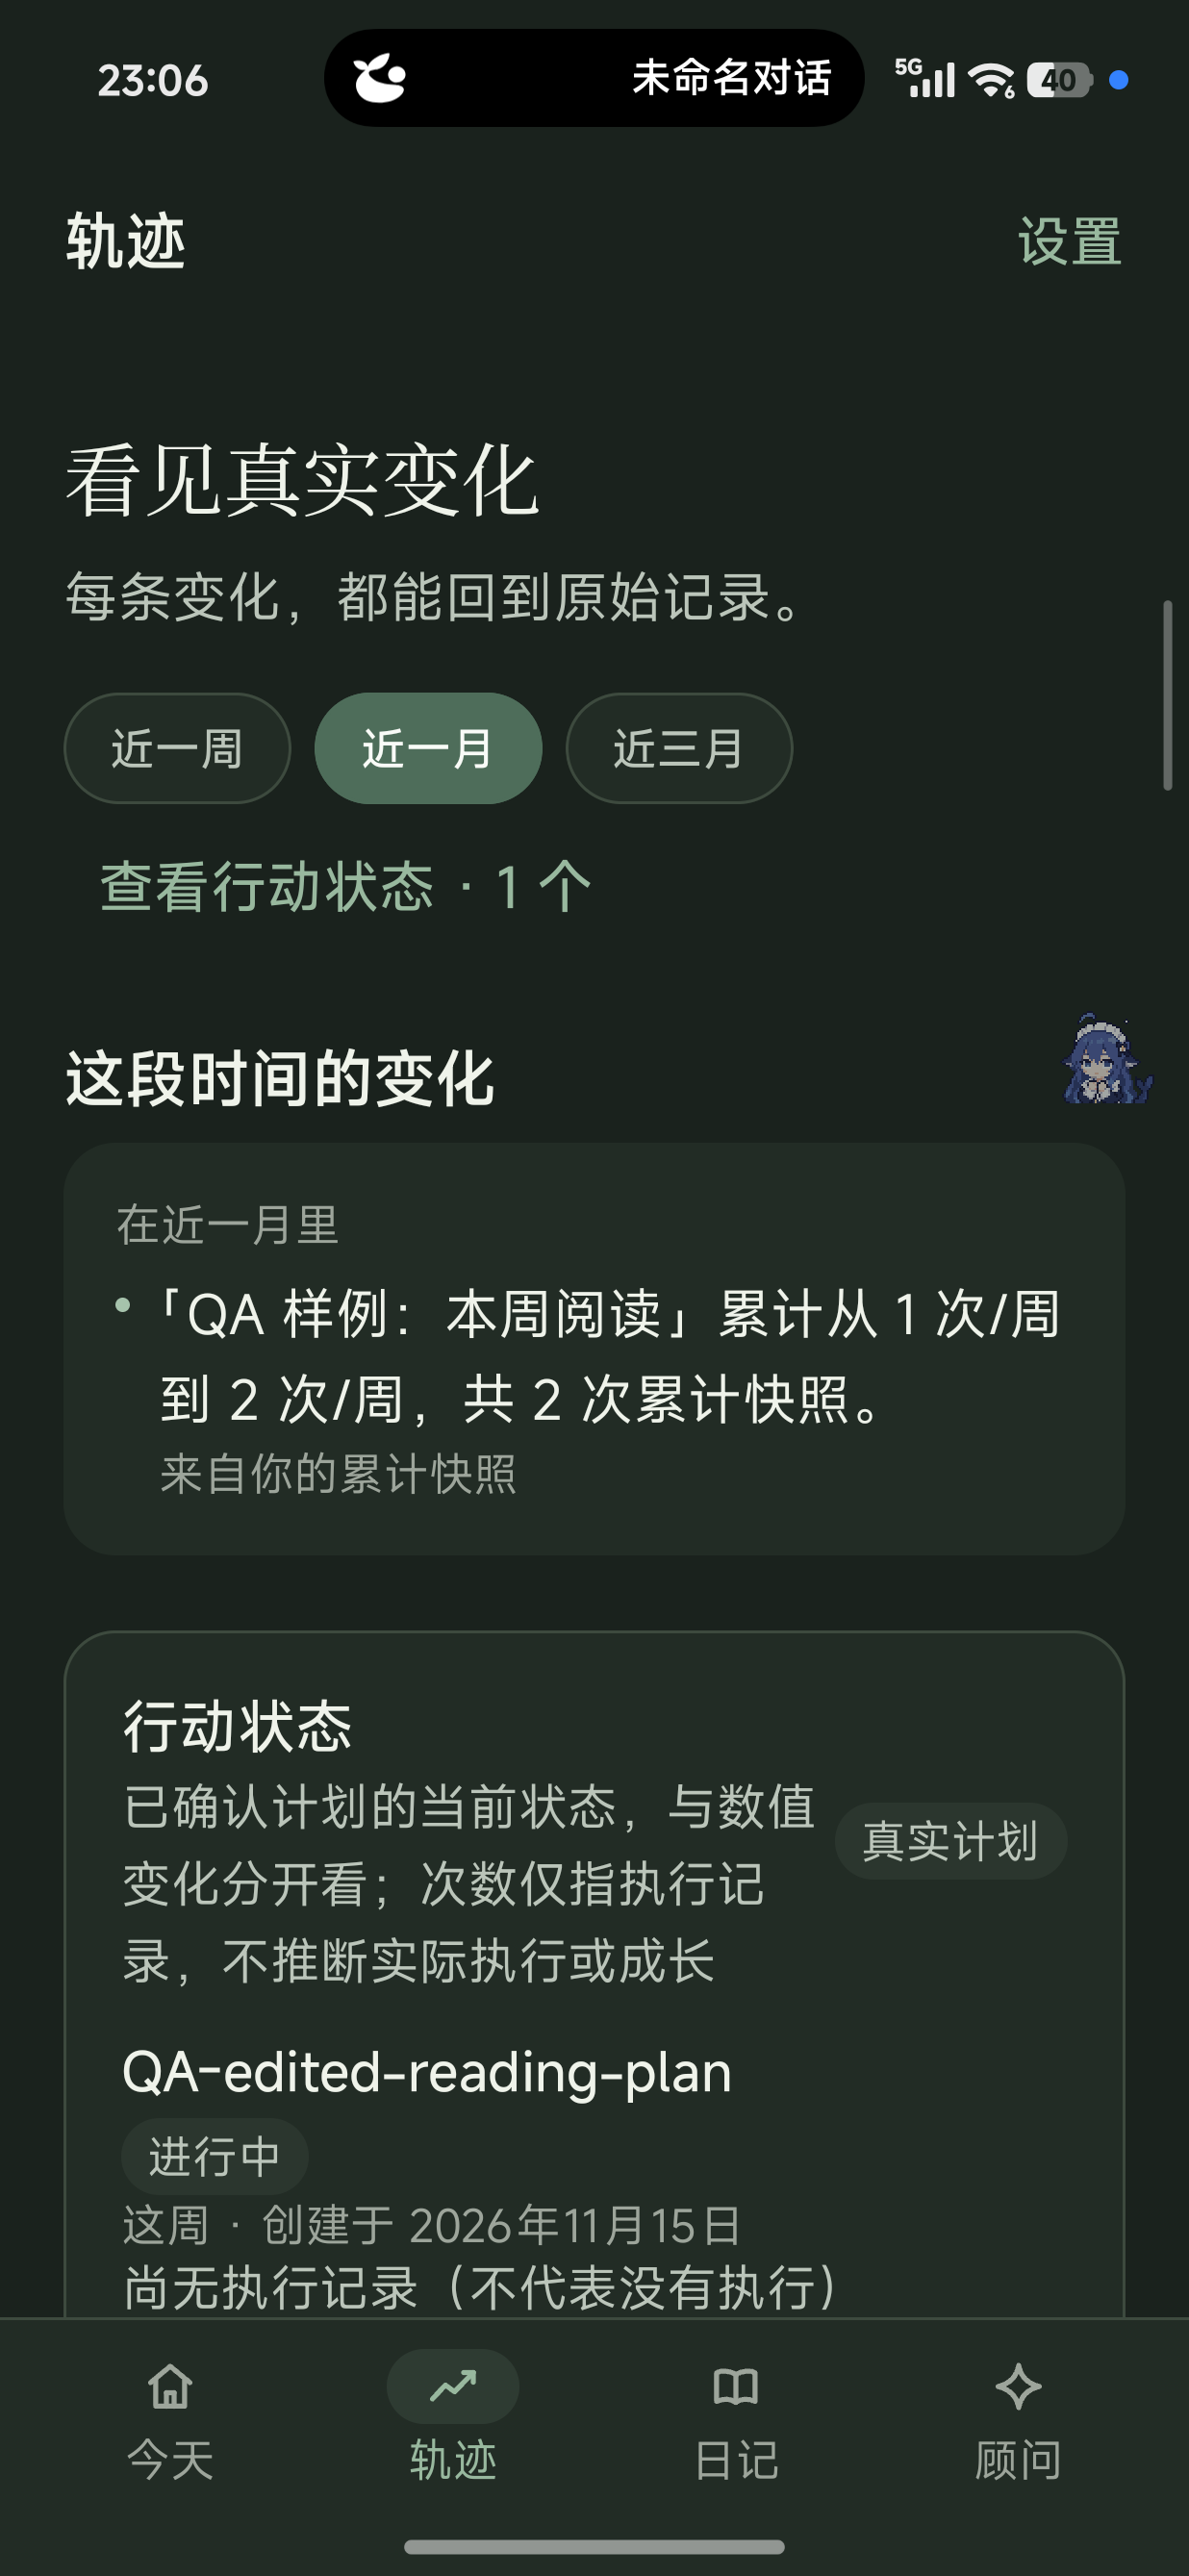 23:06
未命名对话
5G
6
40
轨迹
设置
看见真实变化
每条变化，都能回到原始记录。
近一周
近一月
近三月
查看行动状态 · 1 个
这段时间的变化
在近一月里
「QA 样例：本周阅读」累计从 1 次/周
到 2 次/周，共 2 次累计快照。
来自你的累计快照
行动状态
已确认计划的当前状态，与数值
变化分开看；次数仅指执行记
录，不推断实际执行或成长
真实计划
QA-edited-reading-plan
进行中
这周 · 创建于 2026年11月15日
尚无执行记录（不代表没有执行）
今天
轨迹
日记
顾问